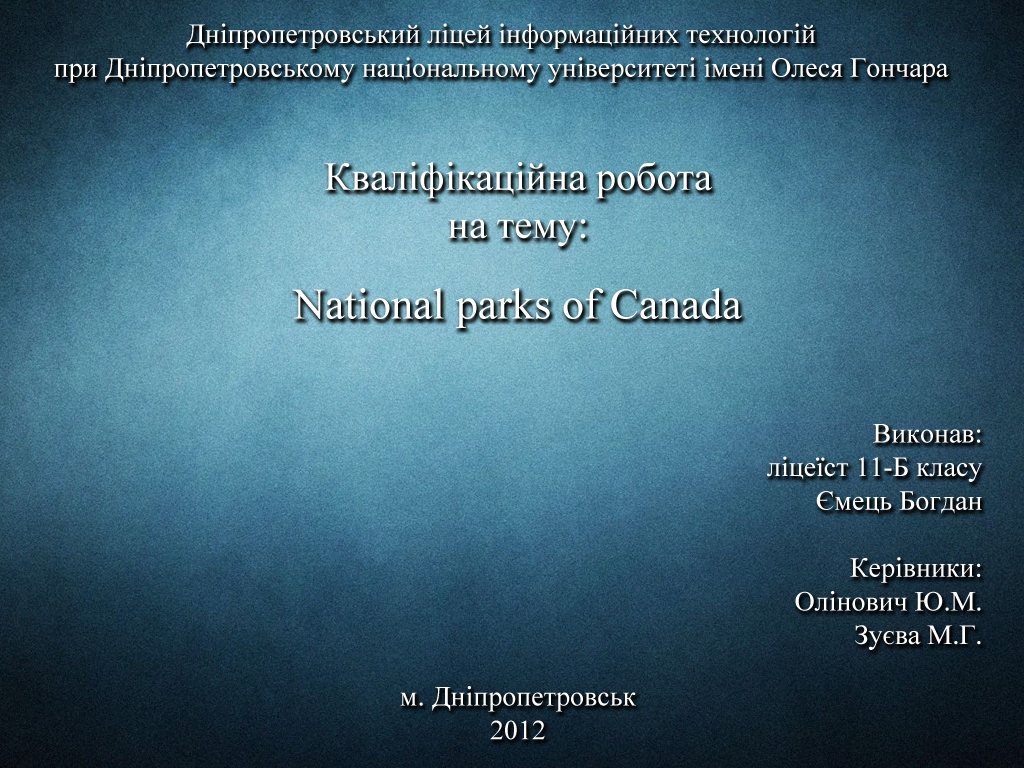 Дніпропетровський ліцей інформаційних технологій
при Дніпропетровському національному університеті імені Олеся Гончара
Кваліфікаційна робота
на тему:
National parks of Canada
Виконав:
ліцеїст 11-Б класу
Ємець Богдан
Керівники:
Олінович Ю.М.
Зуєва М.Г.
м. Дніпропетровськ
2012